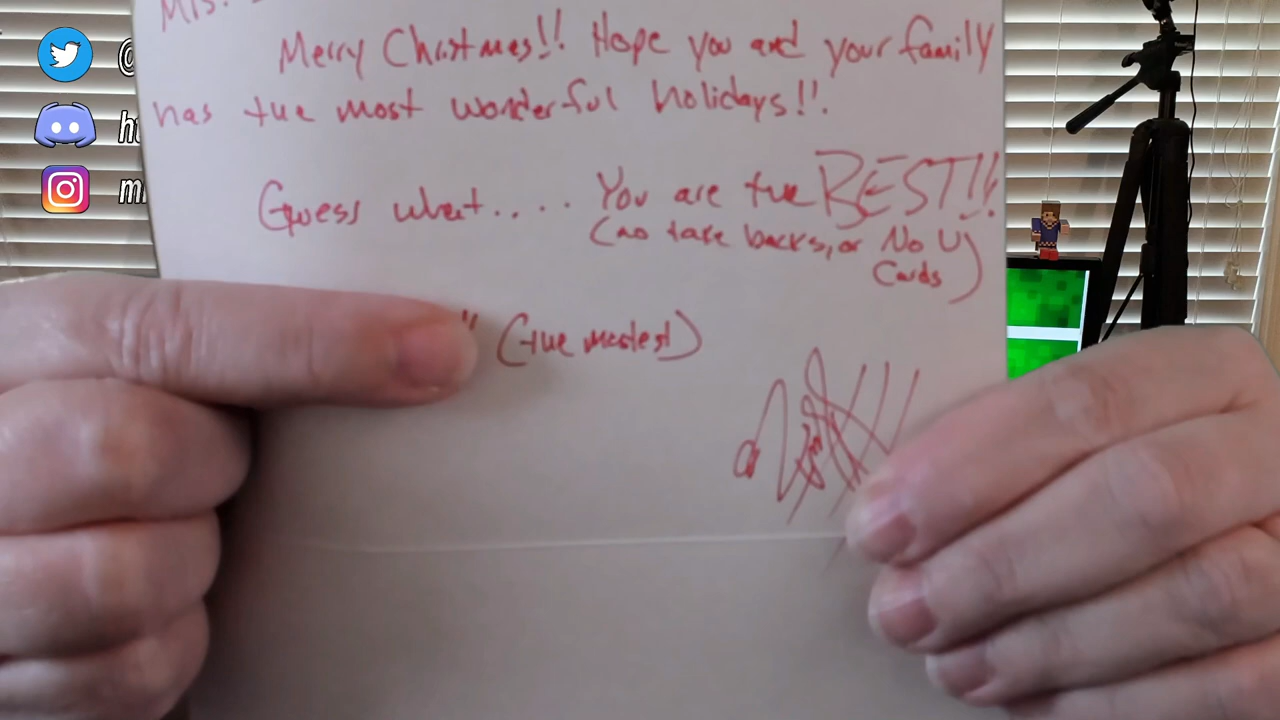 Mrs.
@
Merry Christmas!! Hope you and your family
has the most wonderful holidays!!.
Guess what.... You are the BEST!!
(no take backs, or No U
Cards)
" (the modest)